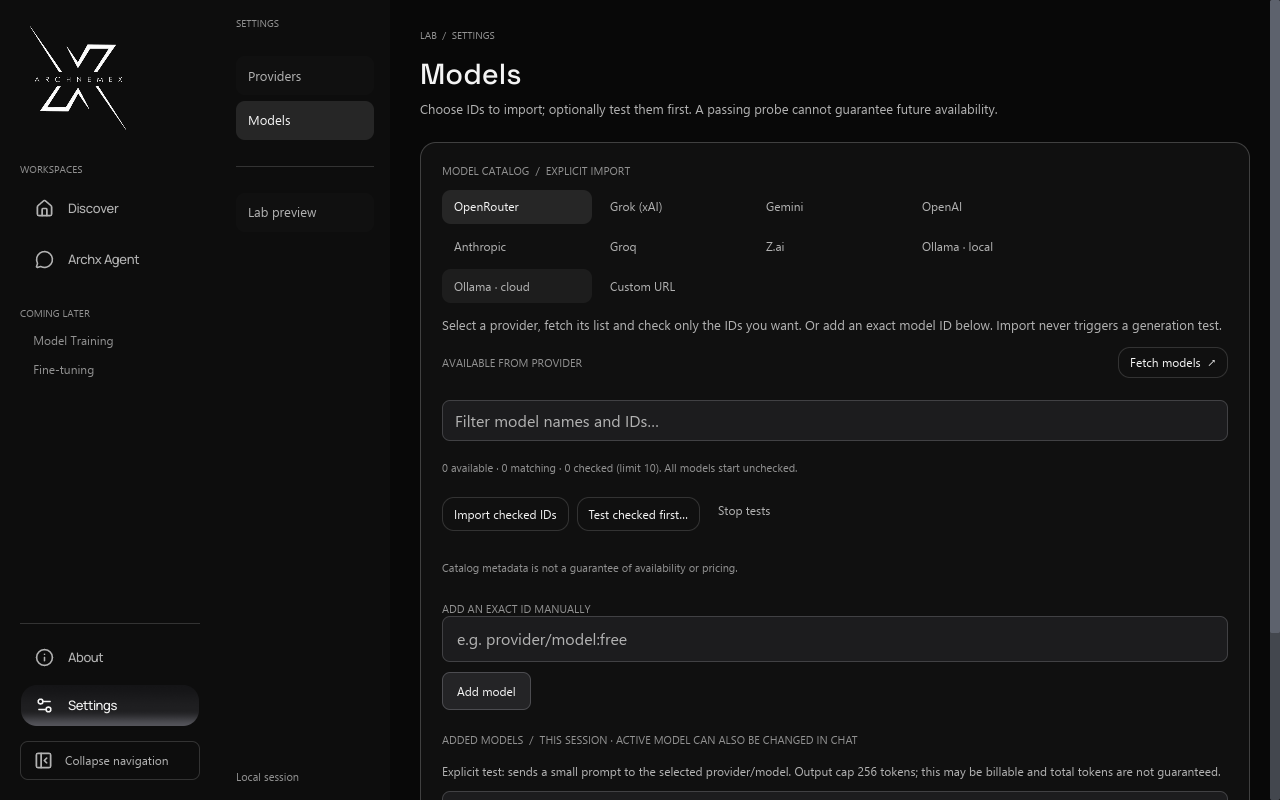 ARCHNEMEX
WORKSPACES
Discover
Archx Agent
COMING LATER
Model Training
Fine-tuning
About
Settings
Collapse navigation
SETTINGS
Providers
Models
Lab preview
Local session
LAB / SETTINGS
Models
Choose IDs to import; optionally test them first. A passing probe cannot guarantee future availability.
MODEL CATALOG / EXPLICIT IMPORT
OpenRouter Grok (xAI) Gemini OpenAI
Anthropic Groq Z.ai Ollama · local
Ollama · cloud Custom URL
Select a provider, fetch its list and check only the IDs you want. Or add an exact model ID below. Import never triggers a generation test.
AVAILABLE FROM PROVIDER Fetch models ↗
Filter model names and IDs...
0 available · 0 matching · 0 checked (limit 10). All models start unchecked.
Import checked IDs Test checked first... Stop tests
Catalog metadata is not a guarantee of availability or pricing.
ADD AN EXACT ID MANUALLY
e.g. provider/model:free
Add model
ADDED MODELS / THIS SESSION · ACTIVE MODEL CAN ALSO BE CHANGED IN CHAT
Explicit test: sends a small prompt to the selected provider/model. Output cap 256 tokens; this may be billable and total tokens are not guaranteed.